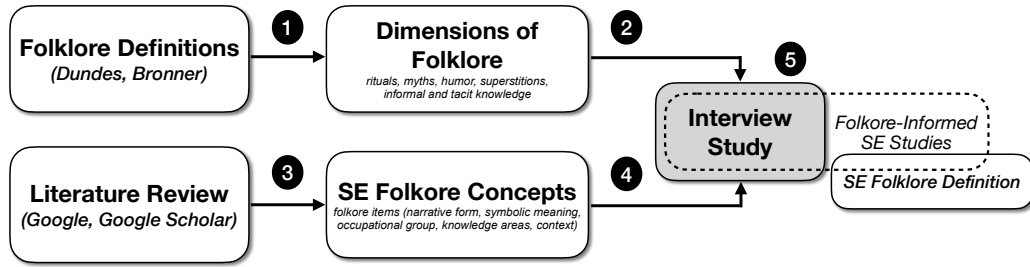 1
Folklore Definitions
(Dundes, Bronner)
Dimensions of
Folklore
rituals, myths, humor, superstitions,
informal and tacit knowledge
2
5
Interview
Study
Folkore-Informed
SE Studies
SE Folklore Definition
3
Literature Review
(Google, Google Scholar)
SE Folkore Concepts
folkore items (narrative form, symbolic meaning,
occupational group, knowledge areas, context)
4